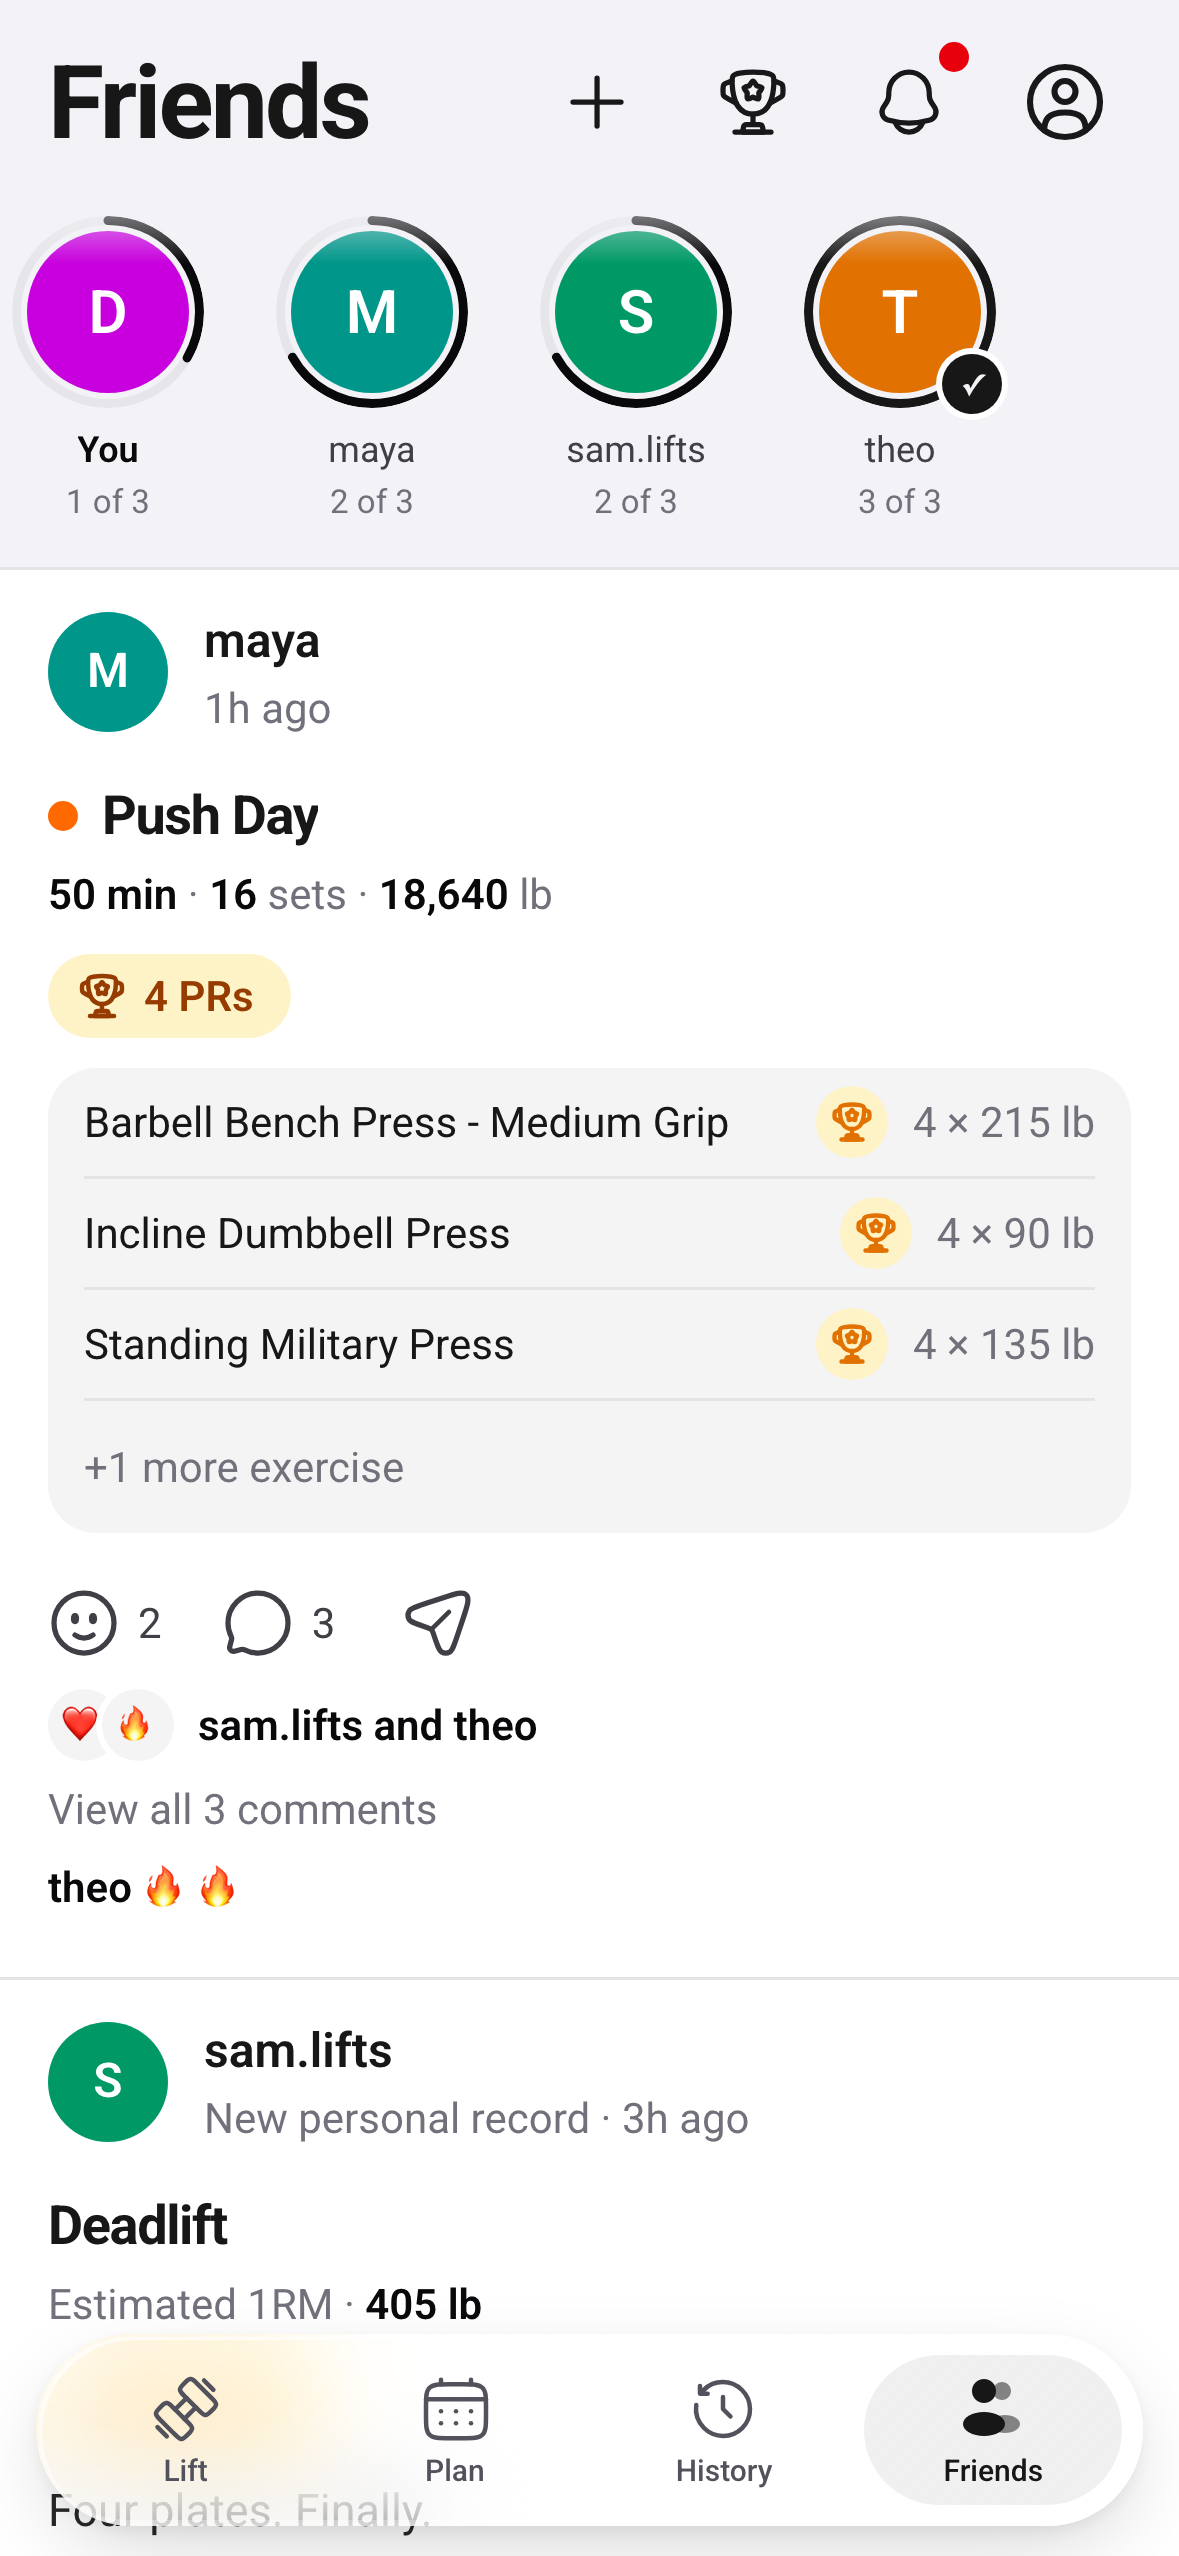 Friends
D
M
S
T
You
maya
sam.lifts
theo
1 of 3
2 of 3
2 of 3
3 of 3
M
maya
1h ago
Push Day
50 min · 16 sets · 18,640 lb
4 PRs
Barbell Bench Press - Medium Grip
4 × 215 lb
Incline Dumbbell Press
4 × 90 lb
Standing Military Press
4 × 135 lb
+1 more exercise
2
3
sam.lifts and theo
View all 3 comments
theo 🔥 🔥
S
sam.lifts
New personal record · 3h ago
Deadlift
Estimated 1RM · 405 lb
Lift
Plan
History
Friends
Four plates. Finally.